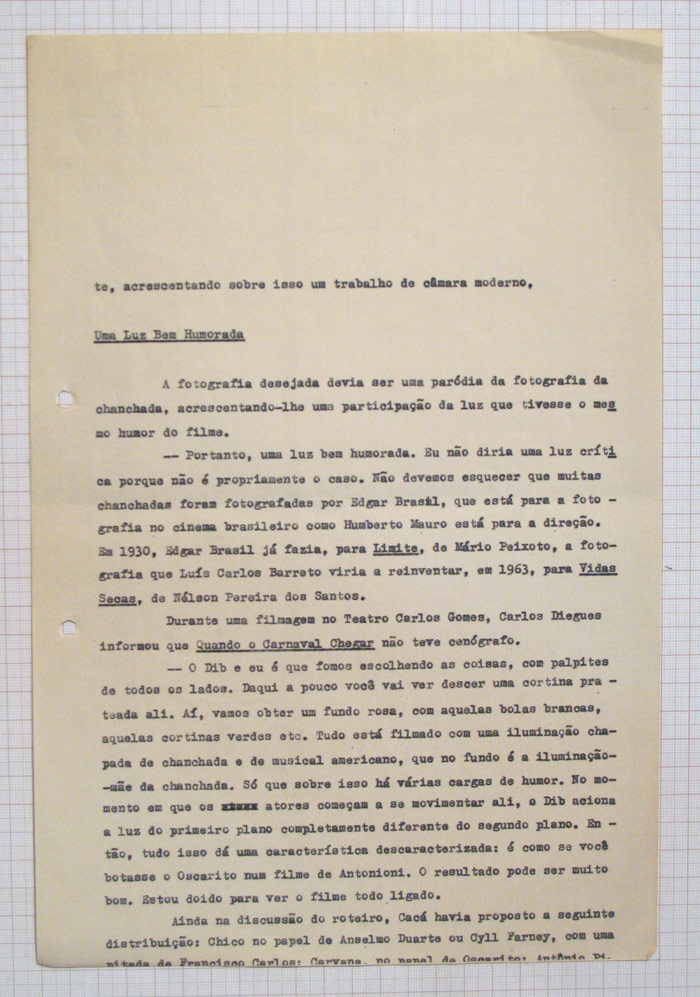 te, acrescentando sobre isso um trabalho de câmara moderno,
Uma Luz Bem Humorada
A fotografia desejada devia ser uma paródia da fotografia da
chanchada, acrescentando-lhe uma participação da luz que tivesse o mes
mo humor do filme.
-- Portanto, uma luz bem humorada. Eu não diria uma luz críti
ca porque não é propriamente o caso. Não devemos esquecer que muitas
chanchadas foram fotografadas por Edgar Brasil, que está para a foto -
grafia no cinema brasileiro como Humberto Mauro está para a direção.
Em 1930, Edgar Brasil já fazia, para Limite, de Mário Peixoto, a foto-
grafia que Luís Carlos Barreto viria a reinventar, em 1963, para Vidas
Secas, de Nélson Pereira dos Santos.
Durante uma filmagem no Teatro Carlos Gomes, Carlos Diegues
informou que Quando o Carnaval Chegar não teve cenógrafo.
-- O Dib e eu é que fomos escolhendo as coisas, com palpites
de todos os lados. Daqui a pouco você vai ver descer uma cortina pra -
teada ali. Aí, vamos obter um fundo rosa, com aquelas bolas brancas,
aquelas cortinas verdes etc. Tudo está filmado com uma iluminação cha-
pada de chanchada e de musical americano, que no fundo é a iluminação-
-mãe da chanchada. Só que sobre isso há várias cargas de humor. No mo-
mento em que os atores começam a se movimentar ali, o Dib aciona
a luz do primeiro plano completamente diferente do segundo plano. En -
tão, tudo isso dá uma característica descaracterizada: é como se você
botasse o Oscarito num filme de Antonioni. O resultado pode ser muito
bom. Estou doido para ver o filme todo ligado.
Ainda na discussão do roteiro, Cacá havia proposto a seguinte
distribuição: Chico no papel de Anselmo Duarte ou Cyll Farney, com uma
pitada de Francisco Carlos; Carvana, no papel de Oscarito; Antônio Pi-